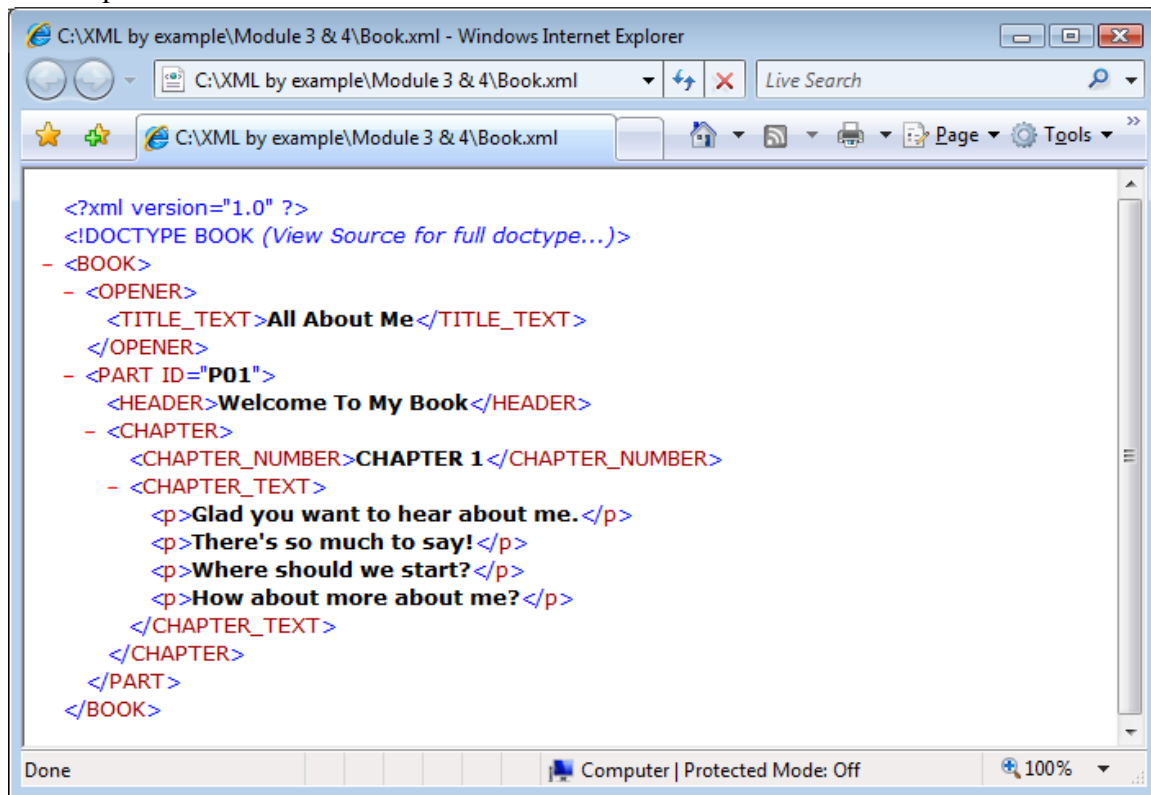 C:\XML by example\Module 3 & 4\Book.xml - Windows Internet Explorer
C:\XML by example\Module 3 & 4\Book.xml Live Search
C:\XML by example\Module 3 & 4\Book.xml Page Tools »
<?xml version="1.0" ?>
<!DOCTYPE BOOK (View Source for full doctype...)>
- <BOOK>
- <OPENER>
<TITLE_TEXT>All About Me</TITLE_TEXT>
</OPENER>
- <PART ID="P01">
<HEADER>Welcome To My Book</HEADER>
- <CHAPTER>
<CHAPTER_NUMBER>CHAPTER 1</CHAPTER_NUMBER>
- <CHAPTER_TEXT>
<p>Glad you want to hear about me.</p>
<p>There's so much to say!</p>
<p>Where should we start?</p>
<p>How about more about me?</p>
</CHAPTER_TEXT>
</CHAPTER>
</PART>
</BOOK>
Done Computer | Protected Mode: Off 100%